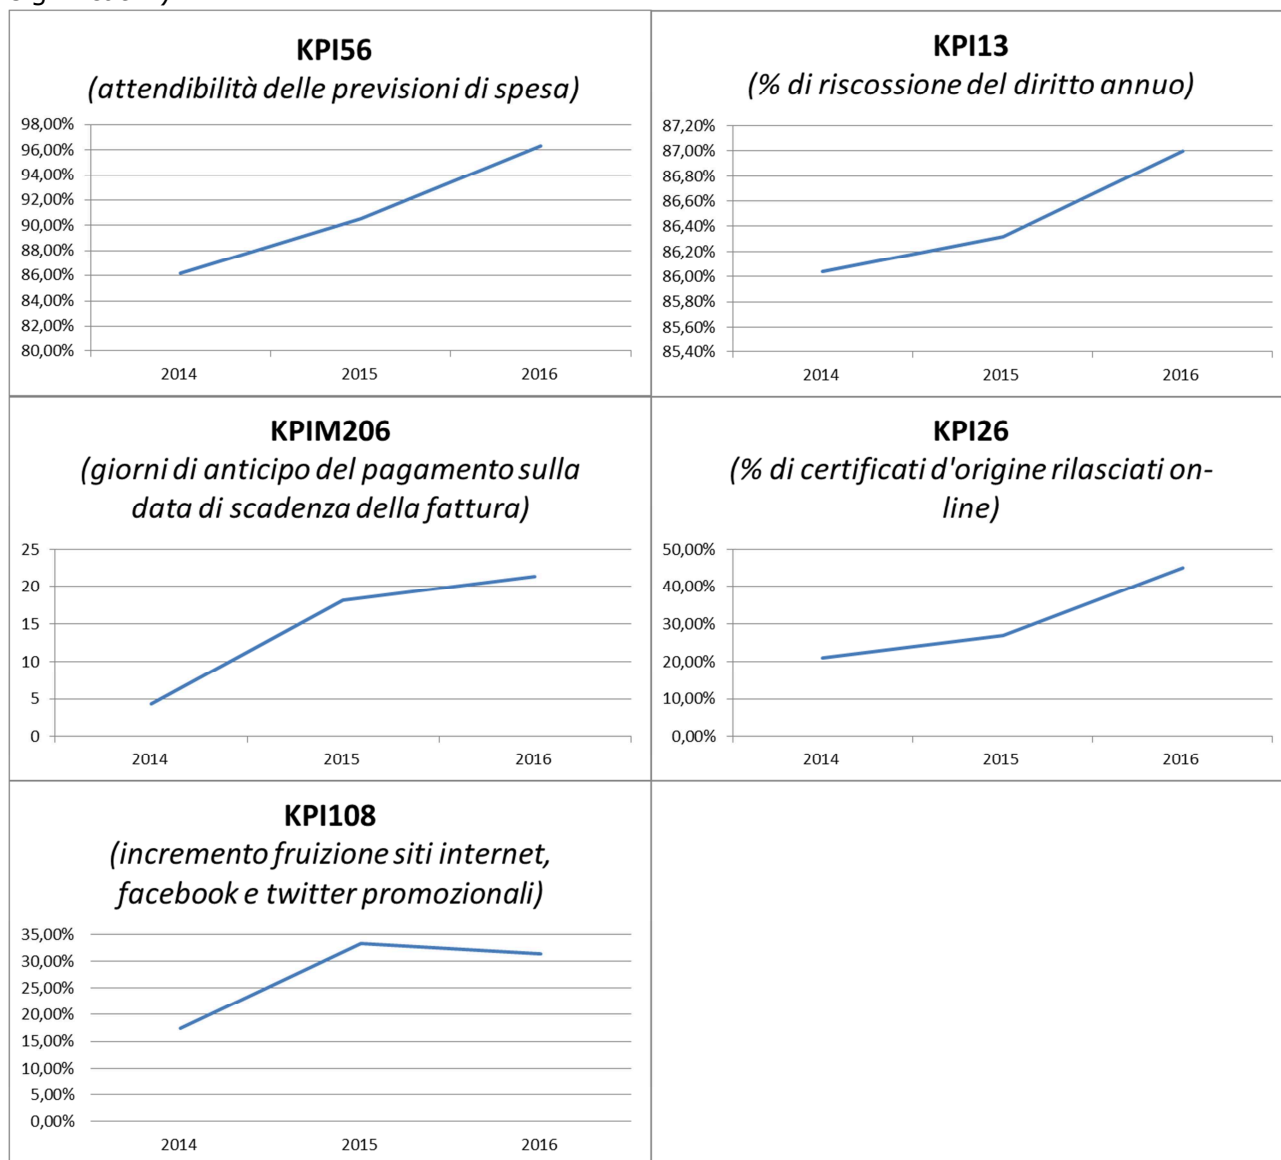 KPI56
(attendibilità delle previsioni di spesa)
98,00%
96,00%
94,00%
92,00%
90,00%
88,00%
86,00%
84,00%
82,00%
80,00%
2014 2015 2016
KPI13
(% di riscossione del diritto annuo)
87,20%
87,00%
86,80%
86,60%
86,40%
86,20%
86,00%
85,80%
85,60%
85,40%
2014 2015 2016
KPIM206
(giorni di anticipo del pagamento sulla
data di scadenza della fattura)
25
20
15
10
5
0
2014 2015 2016
KPI26
(% di certificati d'origine rilasciati on-
line)
50,00%
40,00%
30,00%
20,00%
10,00%
0,00%
2014 2015 2016
KPI108
(incremento fruizione siti internet,
facebook e twitter promozionali)
35,00%
30,00%
25,00%
20,00%
15,00%
10,00%
5,00%
0,00%
2014 2015 2016